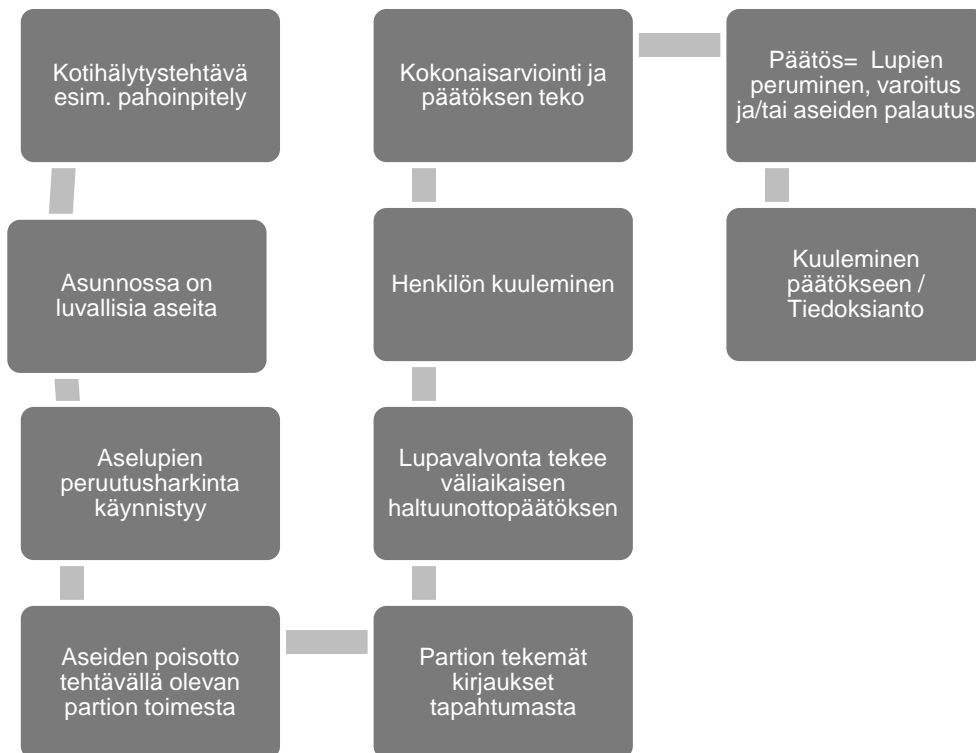 Kotihälytystehtävä
esim. pahoinpitely
Asunnossa on
luvallisia aseita
Aselupien
peruutusharkinta
käynnistyy
Aseiden poisotto
tehtävällä olevan
partion toimesta
Partion tekemät
kirjaukset
tapahtumasta
Lupavalvonta tekee
väliaikaisen
haltuunottopäätöksen
Henkilön kuuleminen
Kokonaisarviointi ja
päätöksen teko
Päätös= Lupien
peruminen, varoitus
ja/tai aseiden palautus
Kuuleminen
päätökseen /
Tiedoksianto